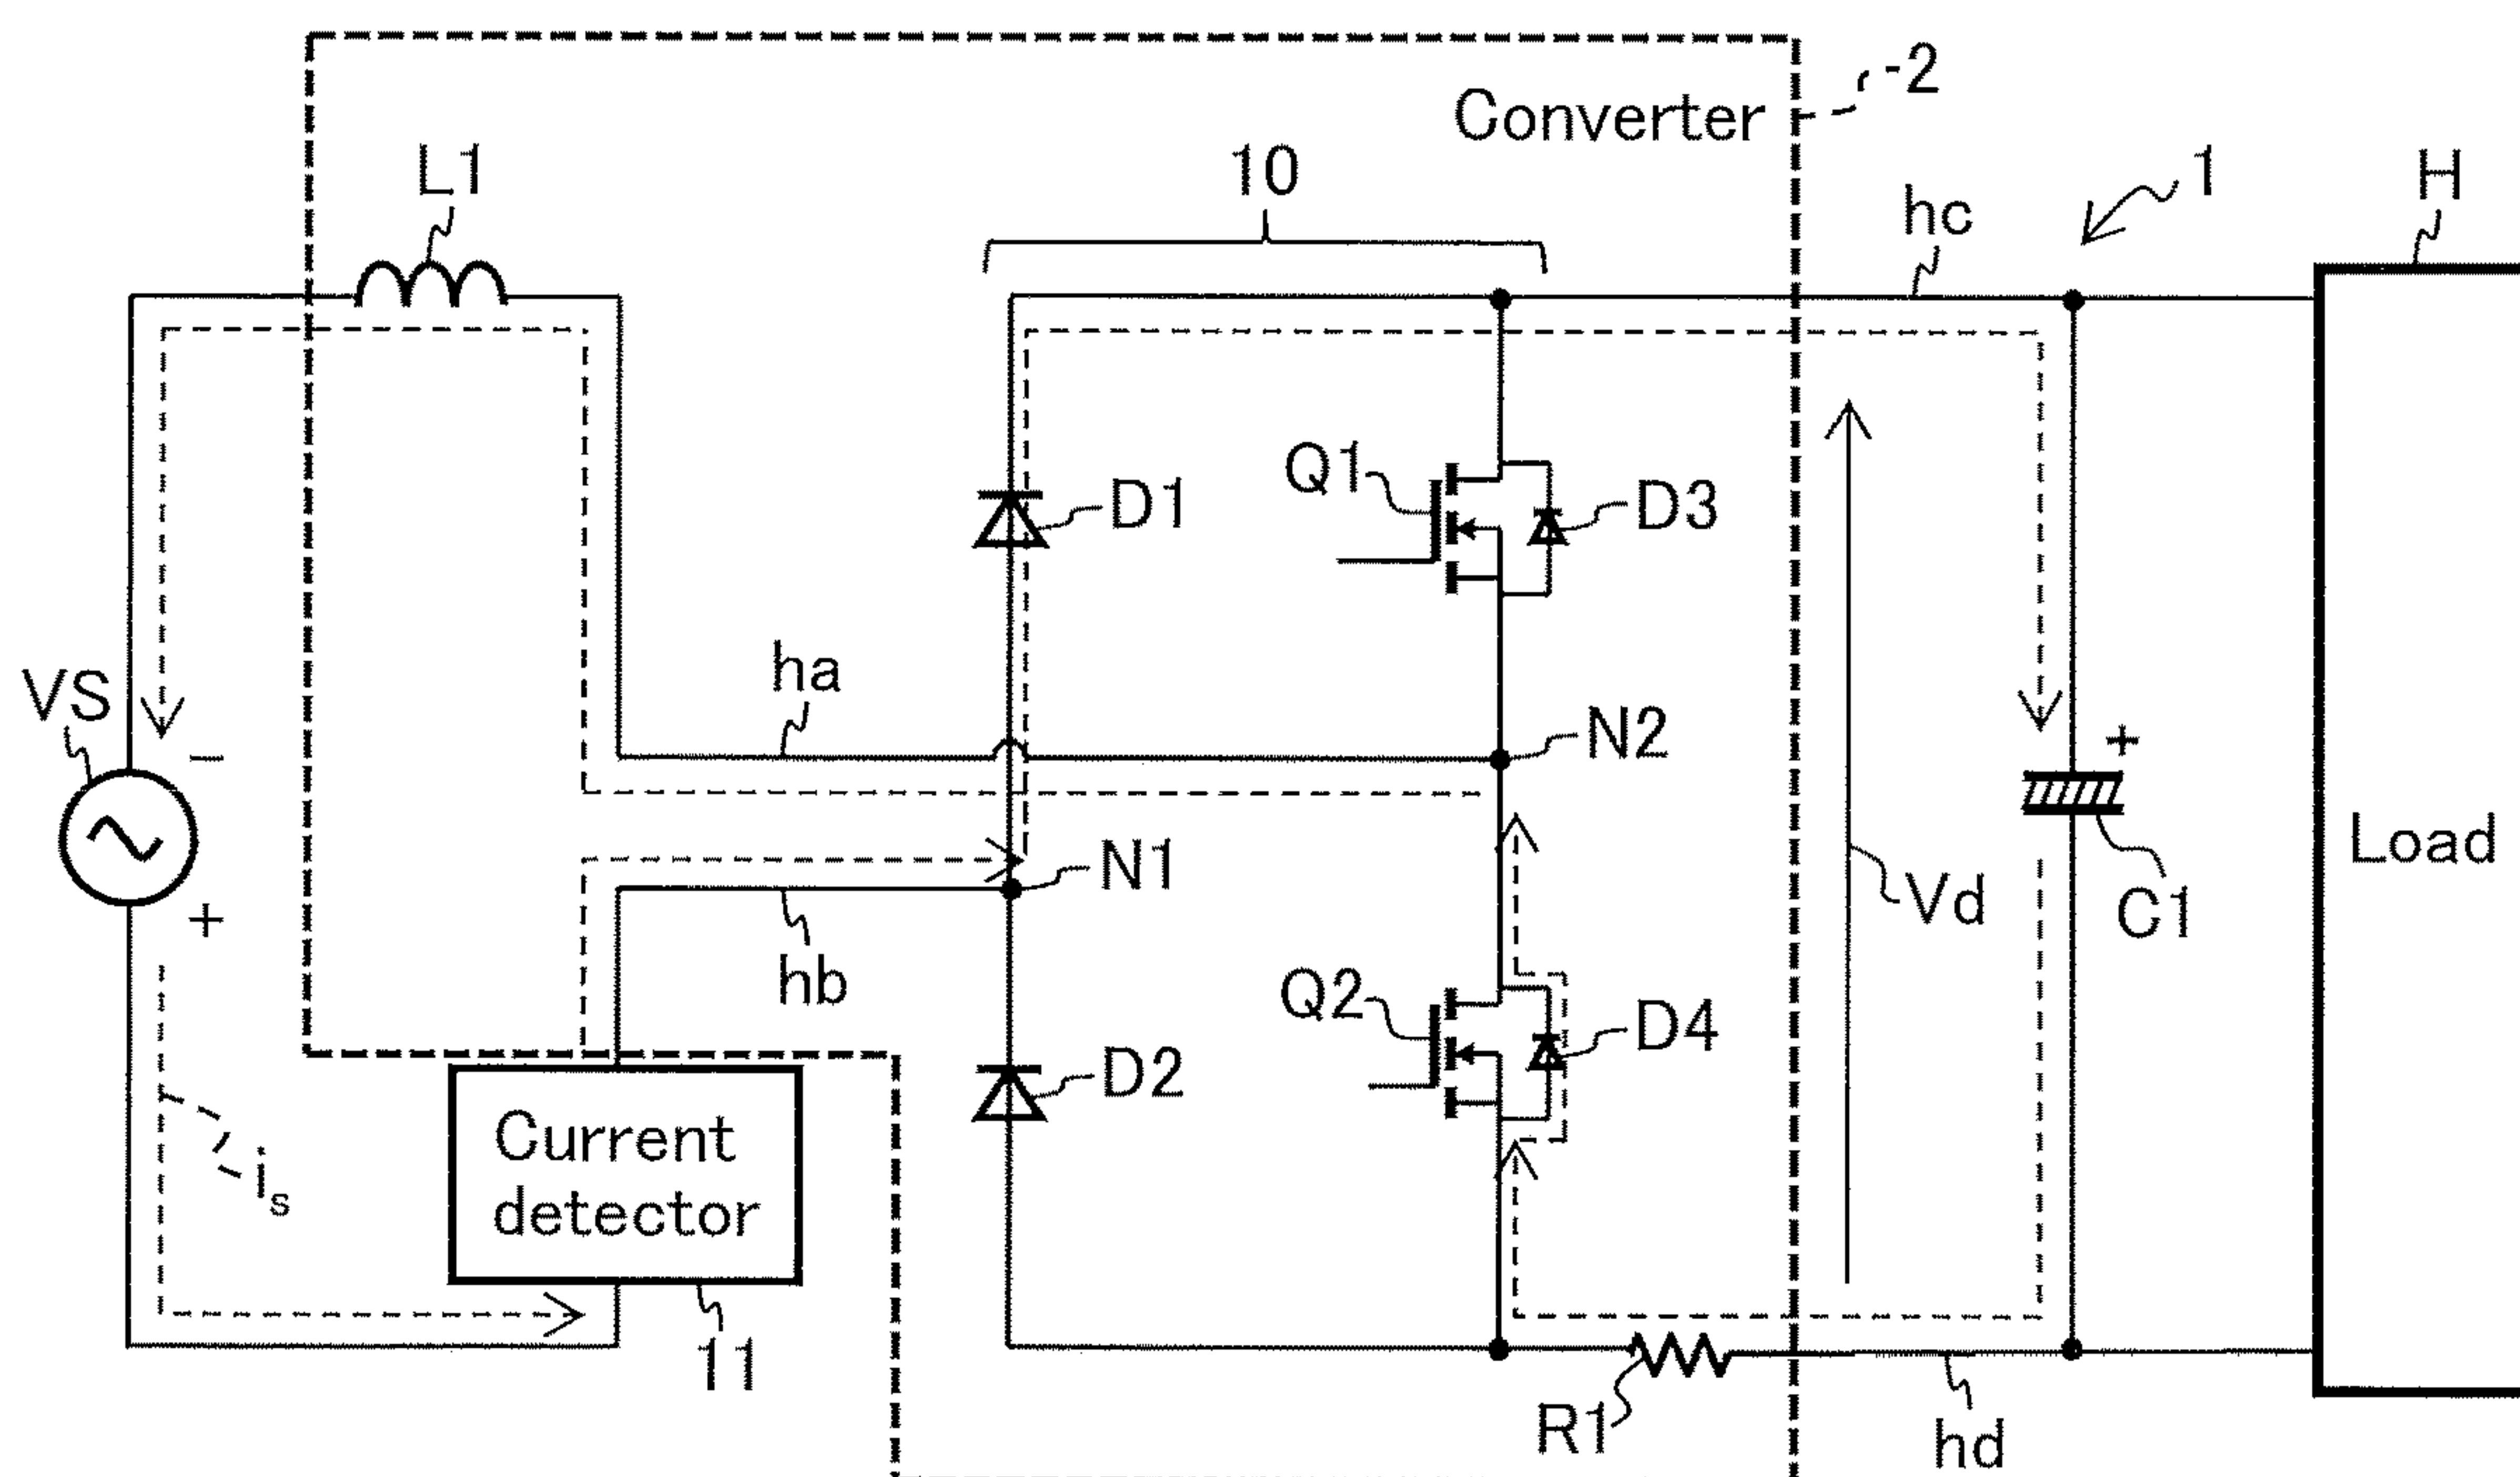 -2
Converter
L1
10
1
H
hc
Q1
D1
D3
ha
VS
N2
−
+
N1
Load
+
Vd
C1
hb
Q2
D4
D2
Current
detector
is
11
R1
hd